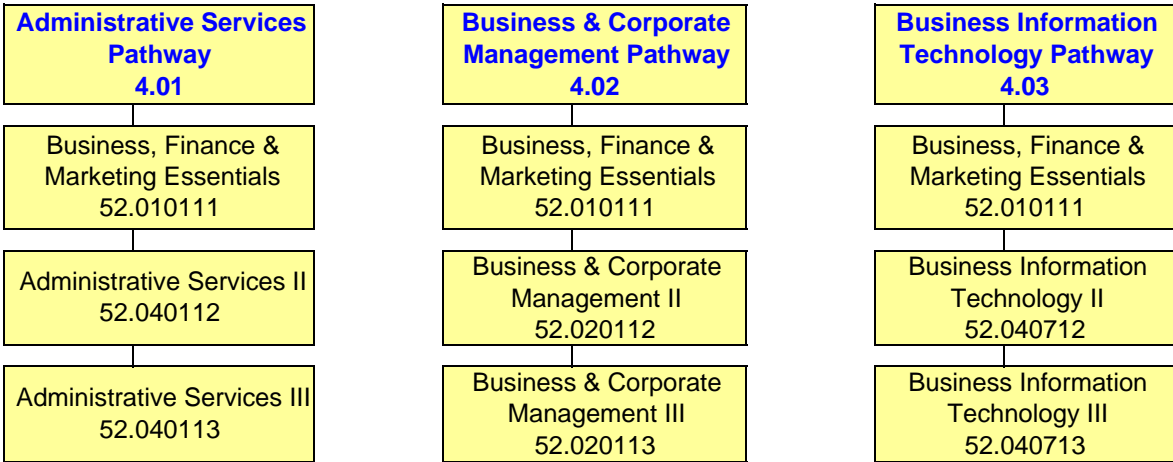 Administrative Services
Pathway
4.01
Business, Finance &
Marketing Essentials
52.010111
Administrative Services II
52.040112
Administrative Services III
52.040113
Business & Corporate
Management Pathway
4.02
Business, Finance &
Marketing Essentials
52.010111
Business & Corporate
Management II
52.020112
Business & Corporate
Management III
52.020113
Business Information
Technology Pathway
4.03
Business, Finance &
Marketing Essentials
52.010111
Business Information
Technology II
52.040712
Business Information
Technology III
52.040713